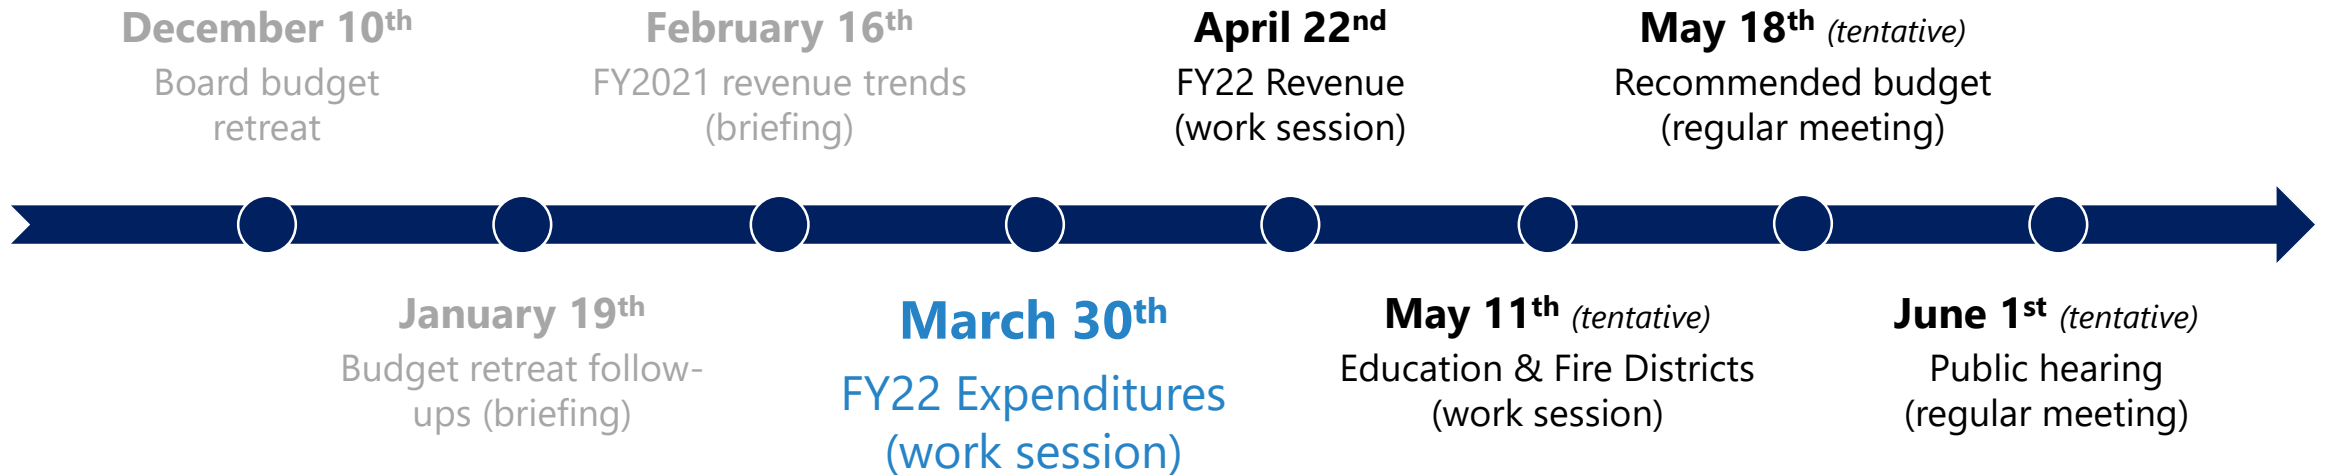 December 10th
Board budget
retreat
January 19th
Budget retreat follow-
ups (briefing)
February 16th
FY2021 revenue trends
(briefing)
March 30th
FY22 Expenditures
(work session)
April 22nd
FY22 Revenue
(work session)
May 11th (tentative)
Education & Fire Districts
(work session)
May 18th (tentative)
Recommended budget
(regular meeting)
June 1st (tentative)
Public hearing
(regular meeting)